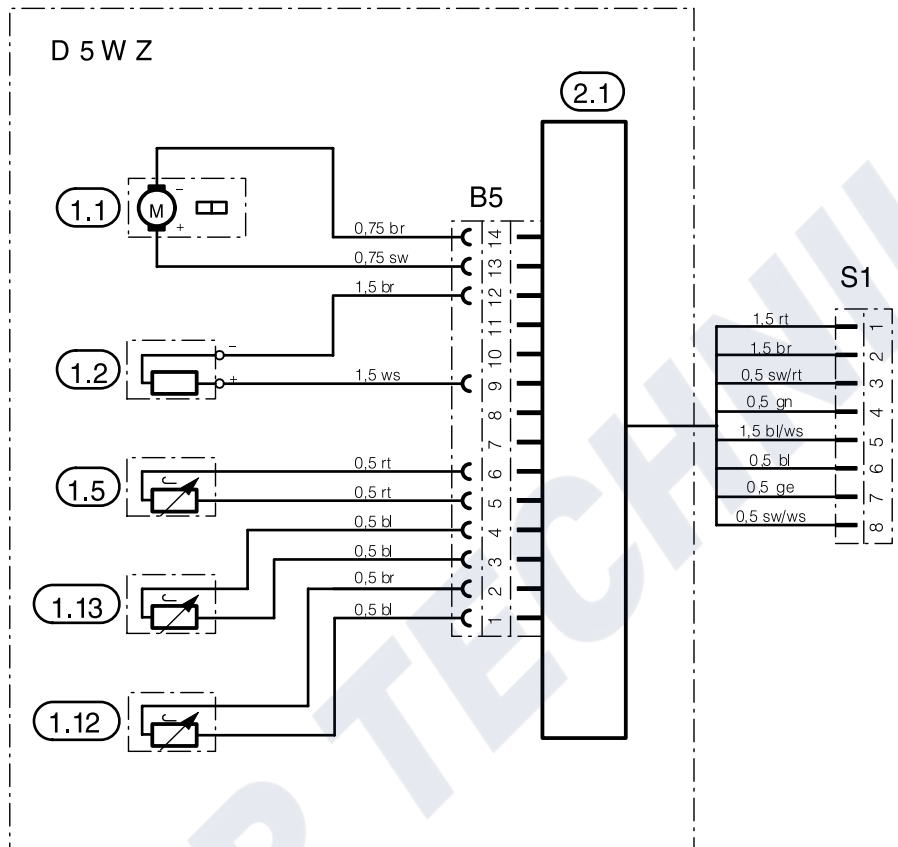 D 5 W Z
2.1
1.1
M
−
+
B5
0,75 br
14
0,75 sw
13
1,5 br
12
11
10
1.2
−
+
1,5 ws
9
8
7
1.5
0,5 rt
6
0,5 rt
5
0,5 bl
4
0,5 bl
3
1.13
0,5 br
2
0,5 bl
1
1.12
S1
1,5 rt
1
1,5 br
2
0,5 sw/rt
3
0,5 gn
4
1,5 bl/ws
5
0,5 bl
6
0,5 ge
7
0,5 sw/ws
8